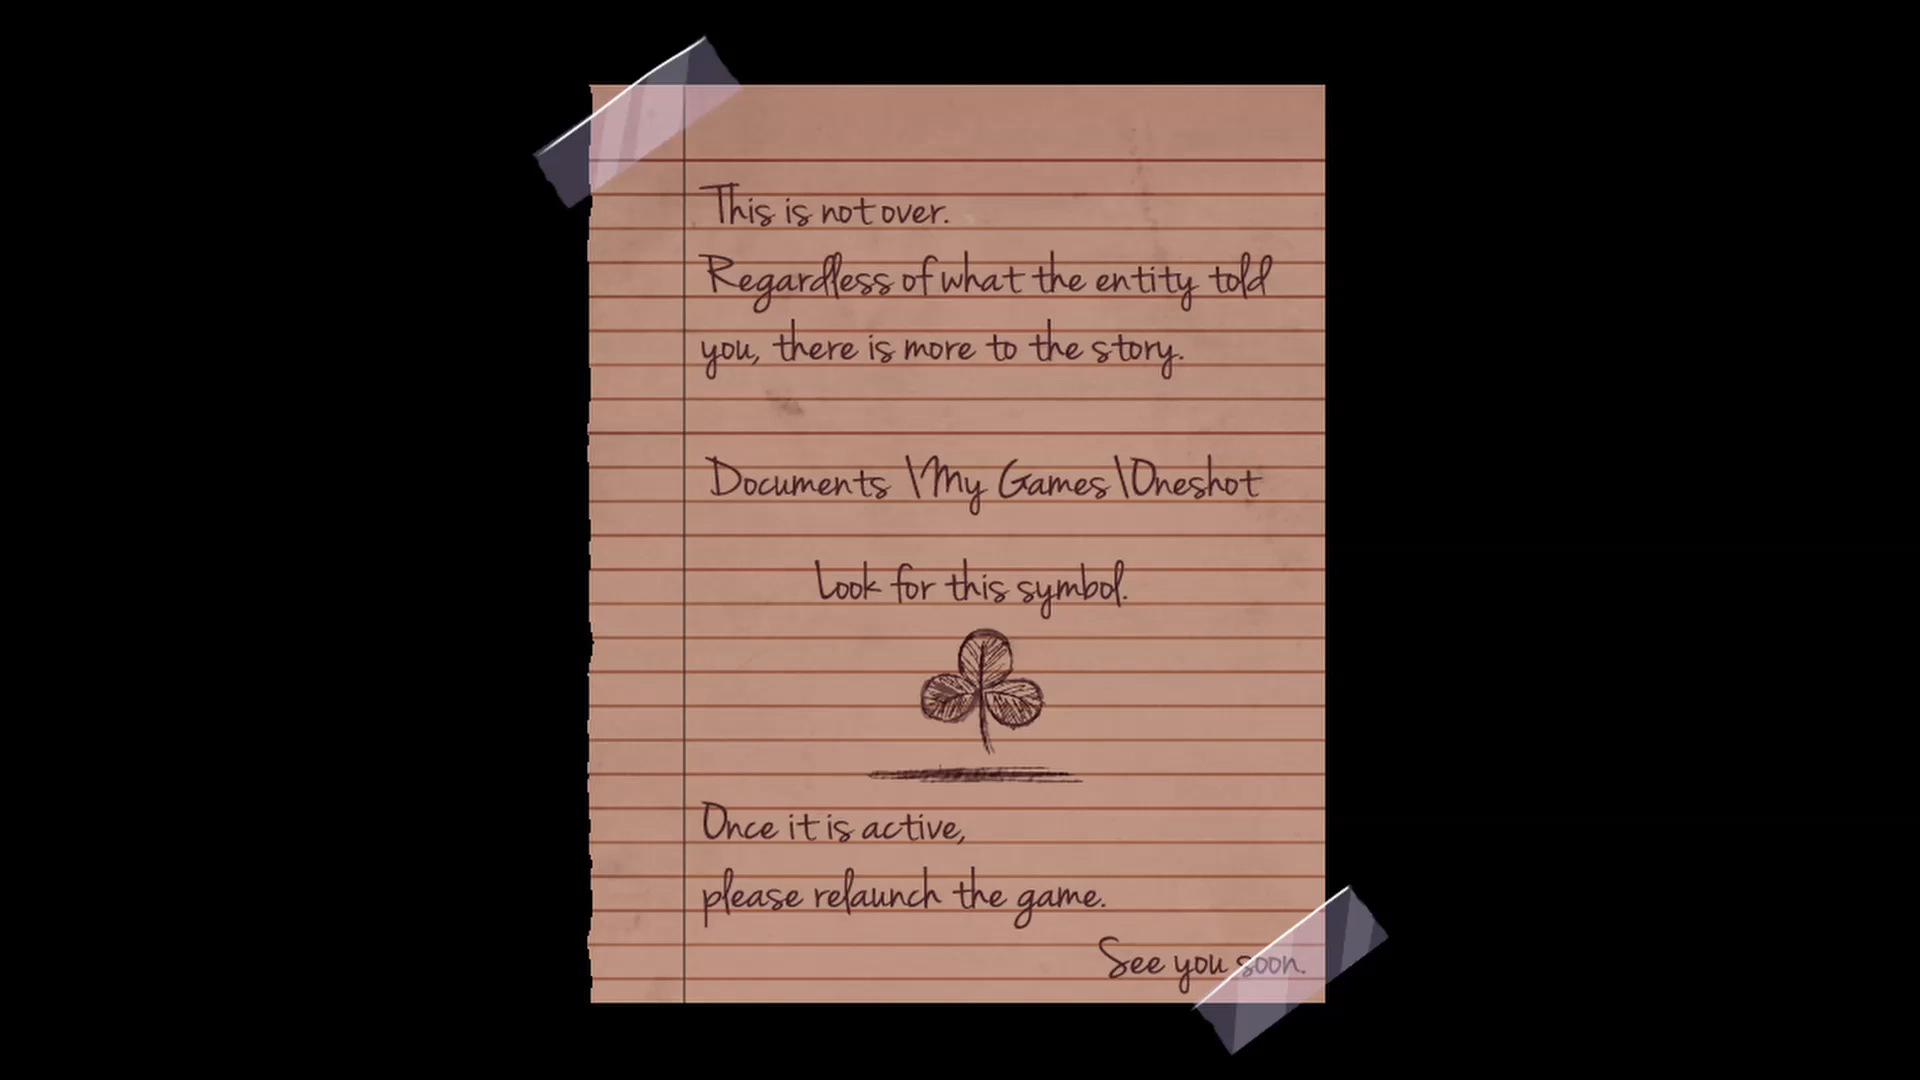 This is not over.
Regardless of what the entity told
you, there is more to the story.
Documents \My Games\Oneshot
Look for this symbol.
Once it is active,
please relaunch the game.
See you soon.